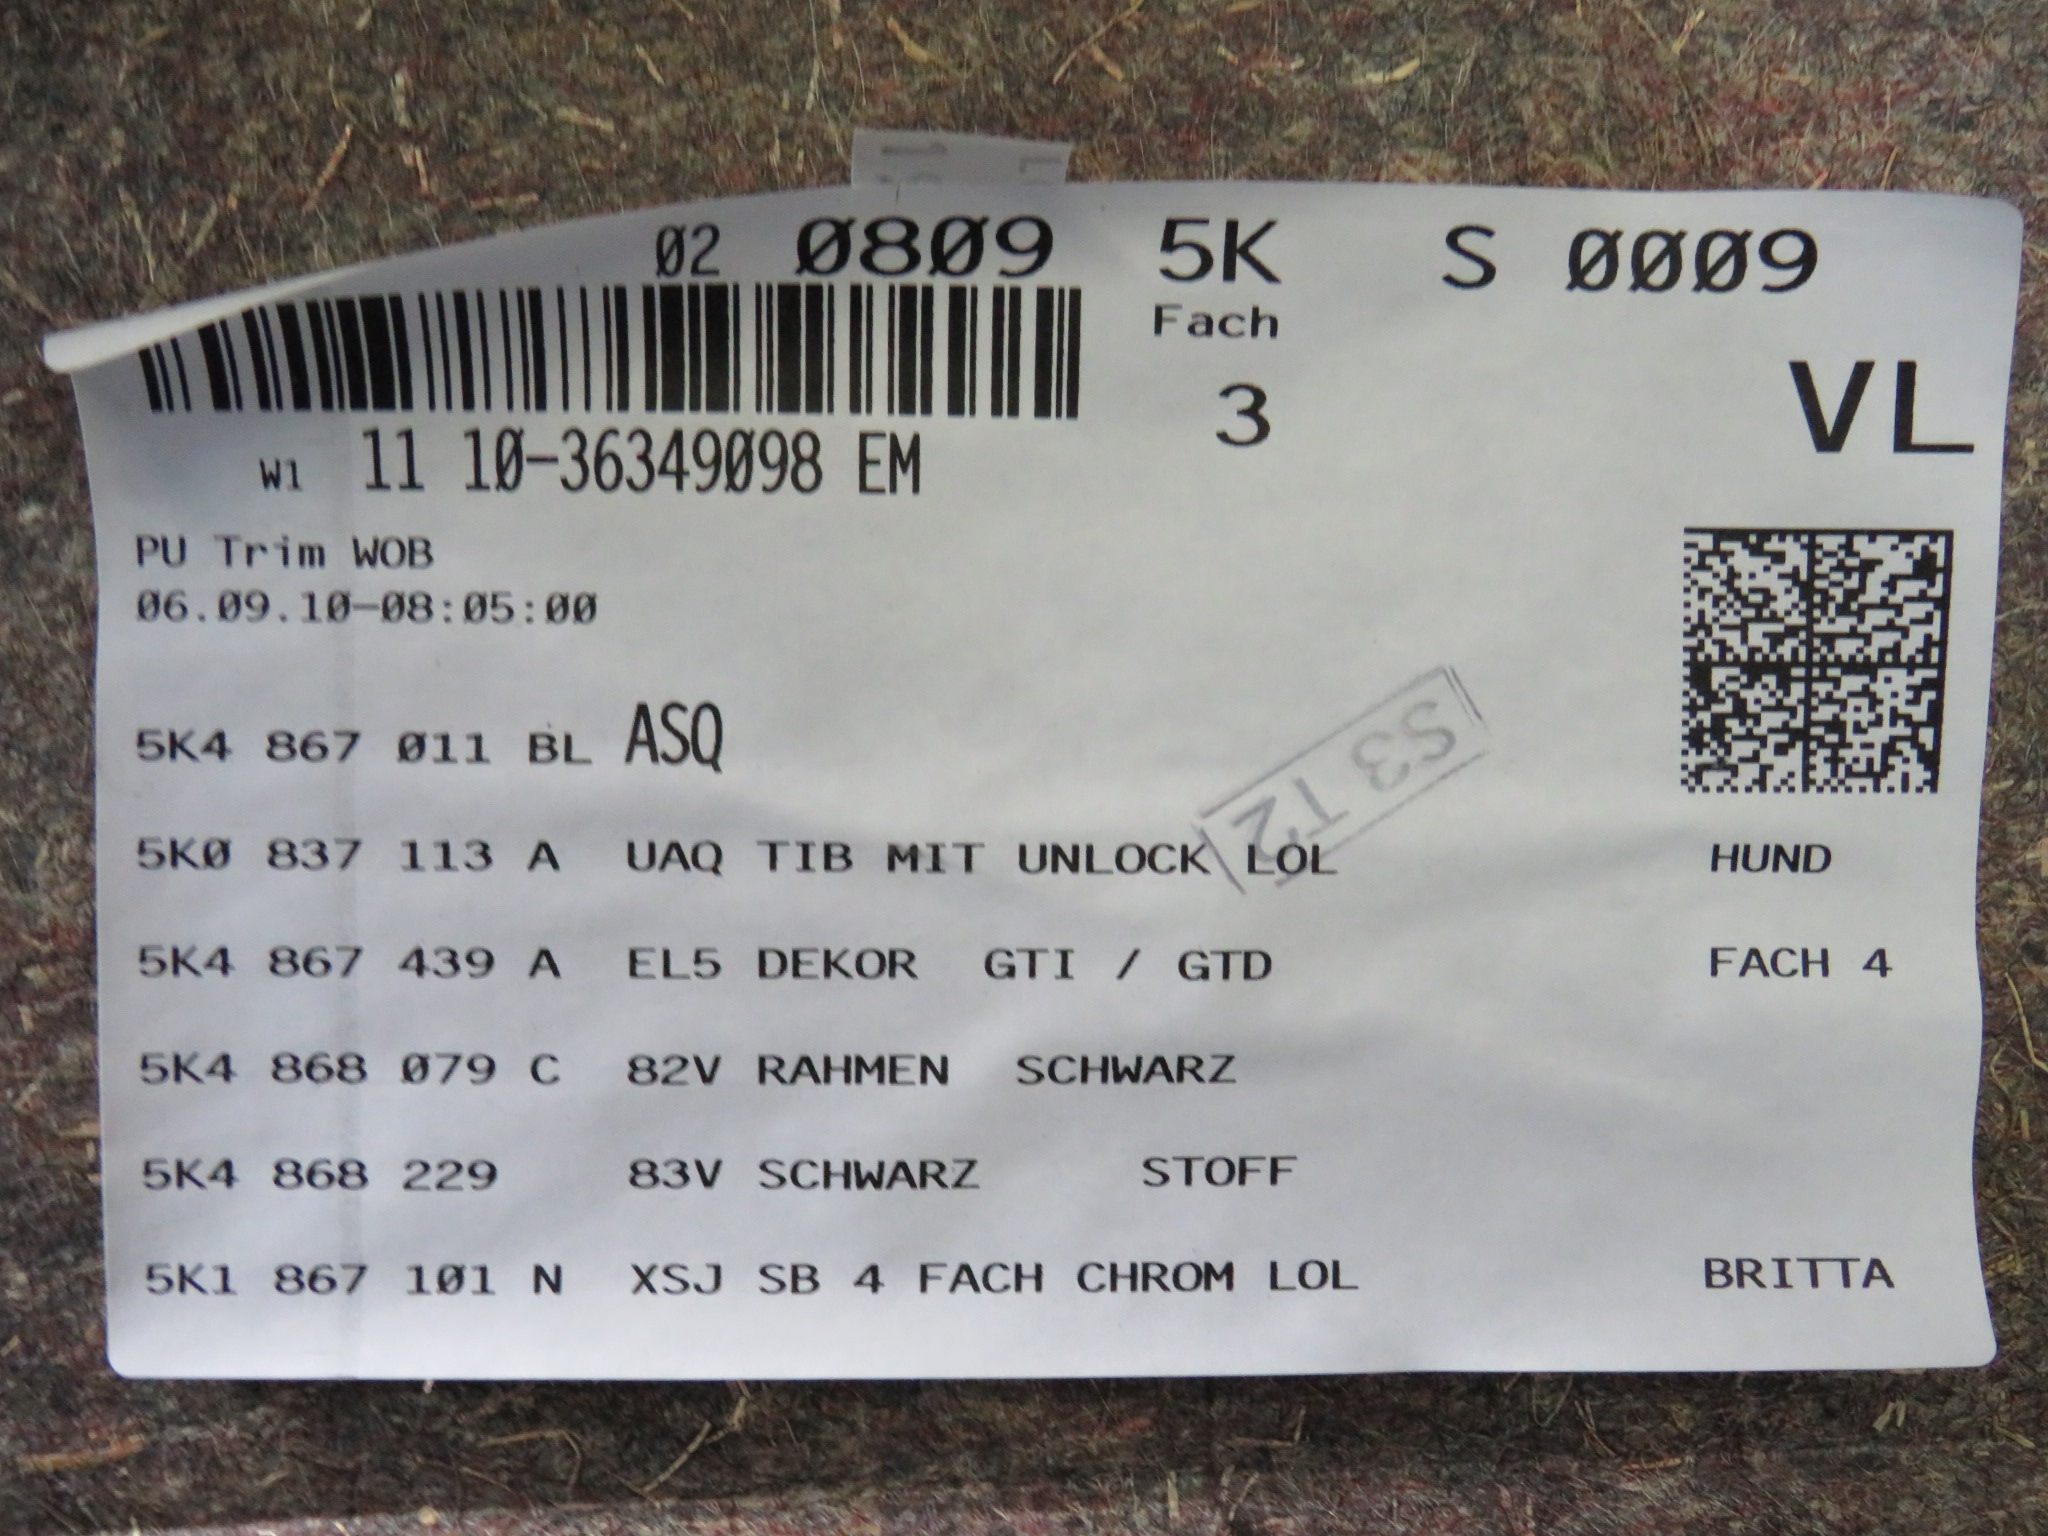 02 0809 5K S 0009
Fach
3
VL
W1 11 10-36349098 EM
PU Trim WOB
06.09.10-08:05:00
5K4 867 011 BL ASQ
S3 T2
5K0 837 113 A UAQ TIB MIT UNLOCK LOL HUND
5K4 867 439 A EL5 DEKOR GTI / GTD FACH 4
5K4 868 079 C 82V RAHMEN SCHWARZ
5K4 868 229 83V SCHWARZ STOFF
5K1 867 101 N XSJ SB 4 FACH CHROM LOL BRITTA